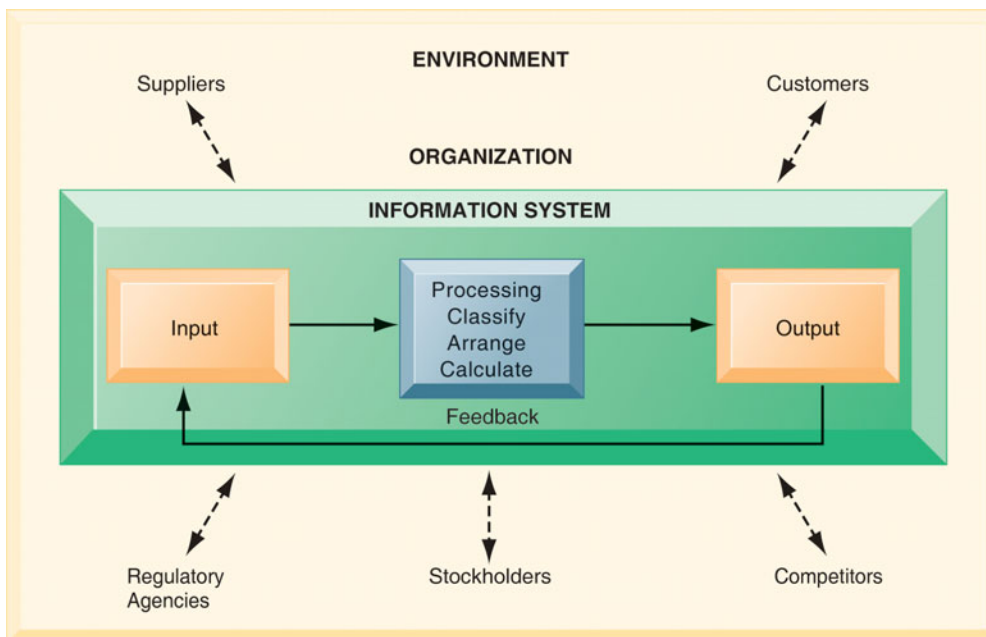 ENVIRONMENT
Suppliers
Customers
ORGANIZATION
INFORMATION SYSTEM
Input
Processing
Classify
Arrange
Calculate
Output
Feedback
Regulatory
Agencies
Stockholders
Competitors